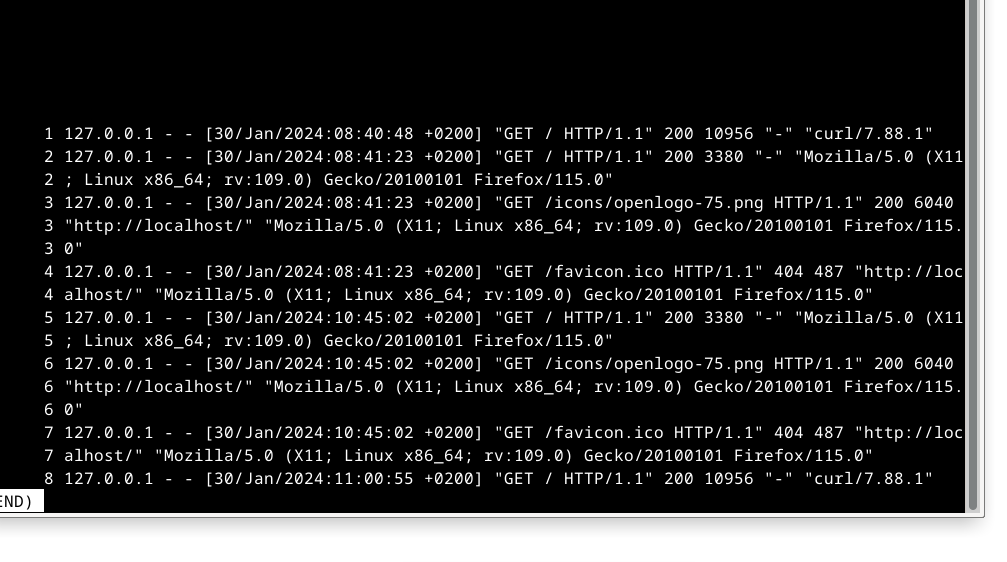 1 127.0.0.1 - - [30/Jan/2024:08:40:48 +0200] "GET / HTTP/1.1" 200 10956 "-" "curl/7.88.1"
2 127.0.0.1 - - [30/Jan/2024:08:41:23 +0200] "GET / HTTP/1.1" 200 3380 "-" "Mozilla/5.0 (X11
2 ; Linux x86_64; rv:109.0) Gecko/20100101 Firefox/115.0"
3 127.0.0.1 - - [30/Jan/2024:08:41:23 +0200] "GET /icons/openlogo-75.png HTTP/1.1" 200 6040
3 "http://localhost/" "Mozilla/5.0 (X11; Linux x86_64; rv:109.0) Gecko/20100101 Firefox/115.
3 0"
4 127.0.0.1 - - [30/Jan/2024:08:41:23 +0200] "GET /favicon.ico HTTP/1.1" 404 487 "http://loc
4 alhost/" "Mozilla/5.0 (X11; Linux x86_64; rv:109.0) Gecko/20100101 Firefox/115.0"
5 127.0.0.1 - - [30/Jan/2024:10:45:02 +0200] "GET / HTTP/1.1" 200 3380 "-" "Mozilla/5.0 (X11
5 ; Linux x86_64; rv:109.0) Gecko/20100101 Firefox/115.0"
6 127.0.0.1 - - [30/Jan/2024:10:45:02 +0200] "GET /icons/openlogo-75.png HTTP/1.1" 200 6040
6 "http://localhost/" "Mozilla/5.0 (X11; Linux x86_64; rv:109.0) Gecko/20100101 Firefox/115.
6 0"
7 127.0.0.1 - - [30/Jan/2024:10:45:02 +0200] "GET /favicon.ico HTTP/1.1" 404 487 "http://loc
7 alhost/" "Mozilla/5.0 (X11; Linux x86_64; rv:109.0) Gecko/20100101 Firefox/115.0"
8 127.0.0.1 - - [30/Jan/2024:11:00:55 +0200] "GET / HTTP/1.1" 200 10956 "-" "curl/7.88.1"
END)